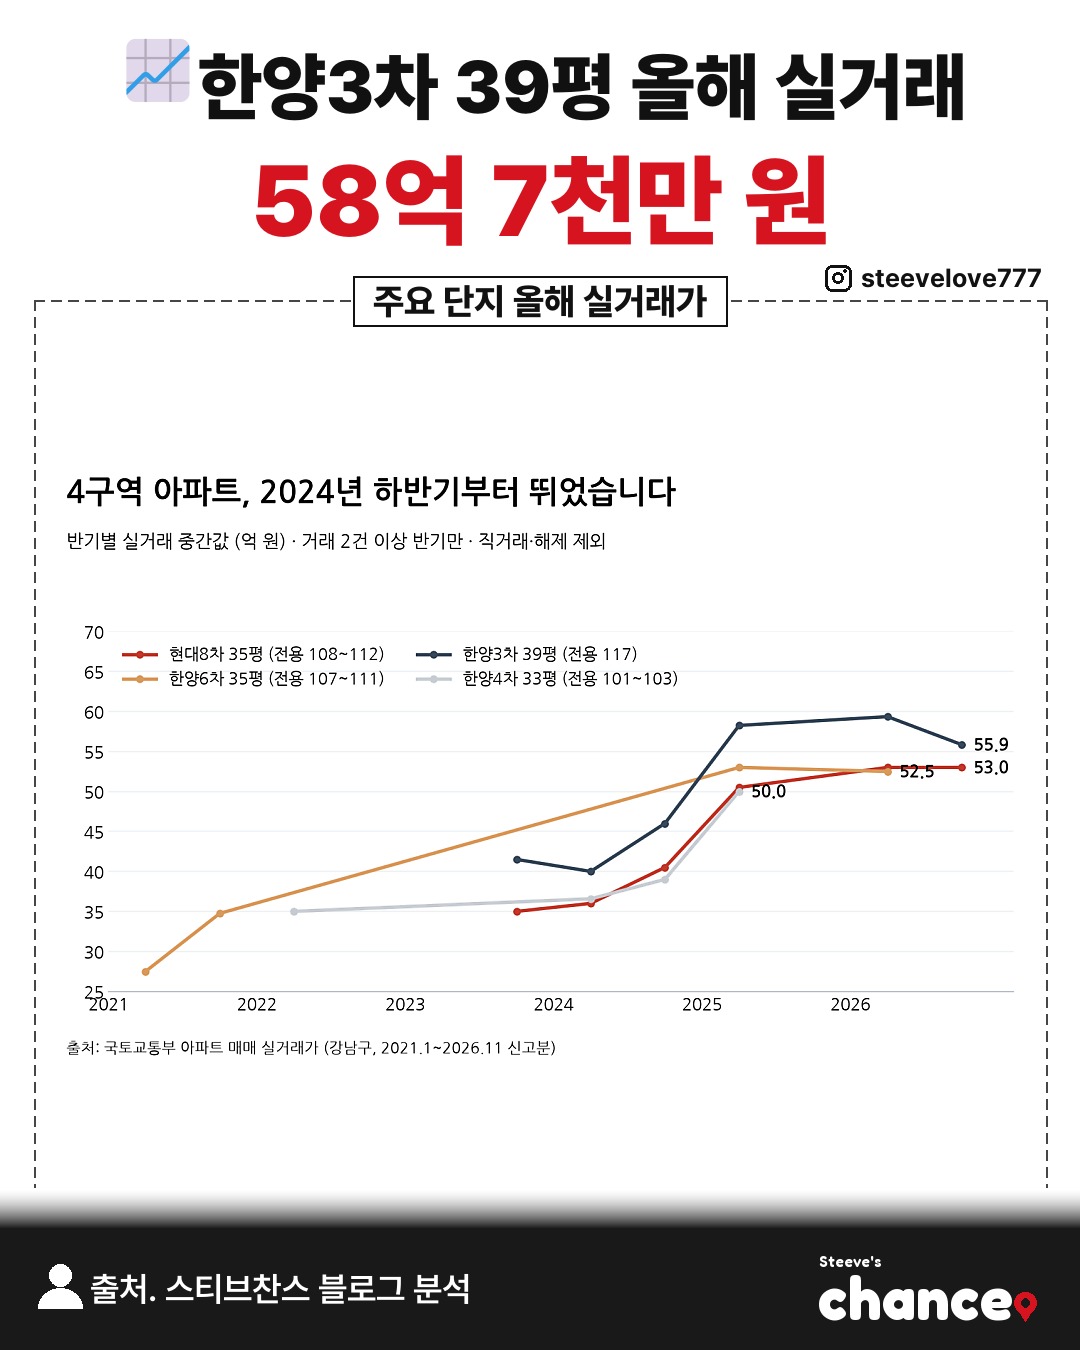 한양3차 39평 올해 실거래
58억 7천만 원
steevelove777
주요 단지 올해 실거래가
4구역 아파트, 2024년 하반기부터 뛰었습니다
반기별 실거래 중간값 (억 원) · 거래 2건 이상 반기만 · 직거래·해제 제외
70
현대8차 35평 (전용 108~112)
한양3차 39평 (전용 117)
65
한양6차 35평 (전용 107~111)
한양4차 33평 (전용 101~103)
60
55
55.9
53.0
52.5
50
50.0
45
40
35
30
25
2021
2022
2023
2024
2025
2026
출처: 국토교통부 아파트 매매 실거래가 (강남구, 2021.1~2026.11 신고분)
출처. 스티브찬스 블로그 분석
Steeve's
chance